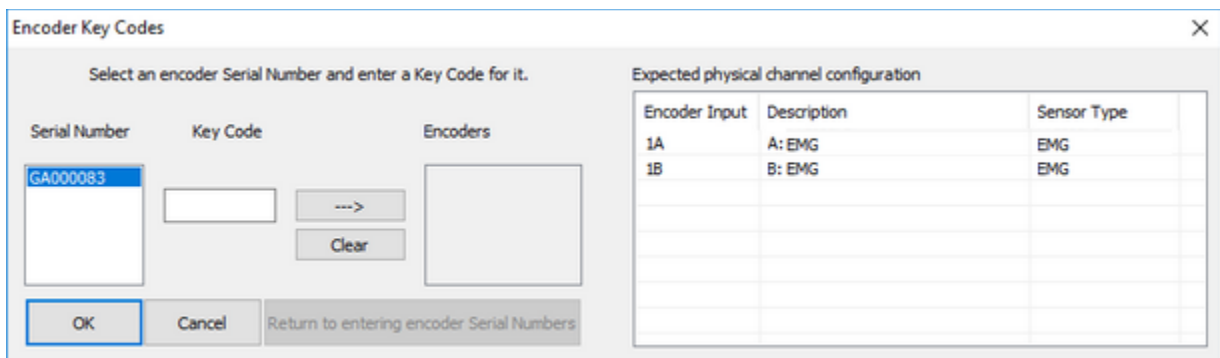 Encoder Key Codes
Select an encoder Serial Number and enter a Key Code for it.
Serial Number Key Code Encoders
GA000083
--->
Clear
OK Cancel Return to entering encoder Serial Numbers
Expected physical channel configuration
Encoder Input Description Sensor Type
1A A: EMG EMG
1B B: EMG EMG